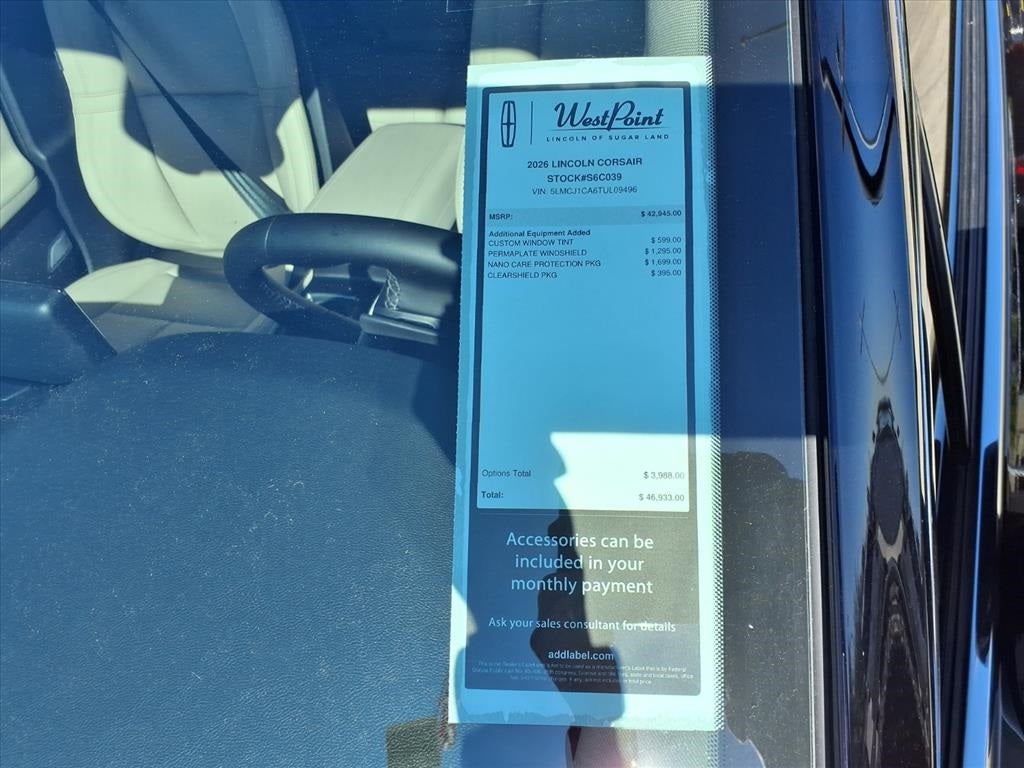 WestPoint
LINCOLN OF SUGAR LAND
2026 LINCOLN CORSAIR
STOCK#S6C039
VIN: 5LMCJ1CA6TUL09496
MSRP: $ 42,945.00
Additional Equipment Added
CUSTOM WINDOW TINT $ 599.00
PERMAPLATE WINDSHIELD $ 1,295.00
NANO CARE PROTECTION PKG $ 1,699.00
CLEARSHIELD PKG $ 395.00
Options Total $ 3,988.00
Total: $ 46,933.00
Accessories can be
included in your
monthly payment
Ask your sales consultant for details
addlabel.com